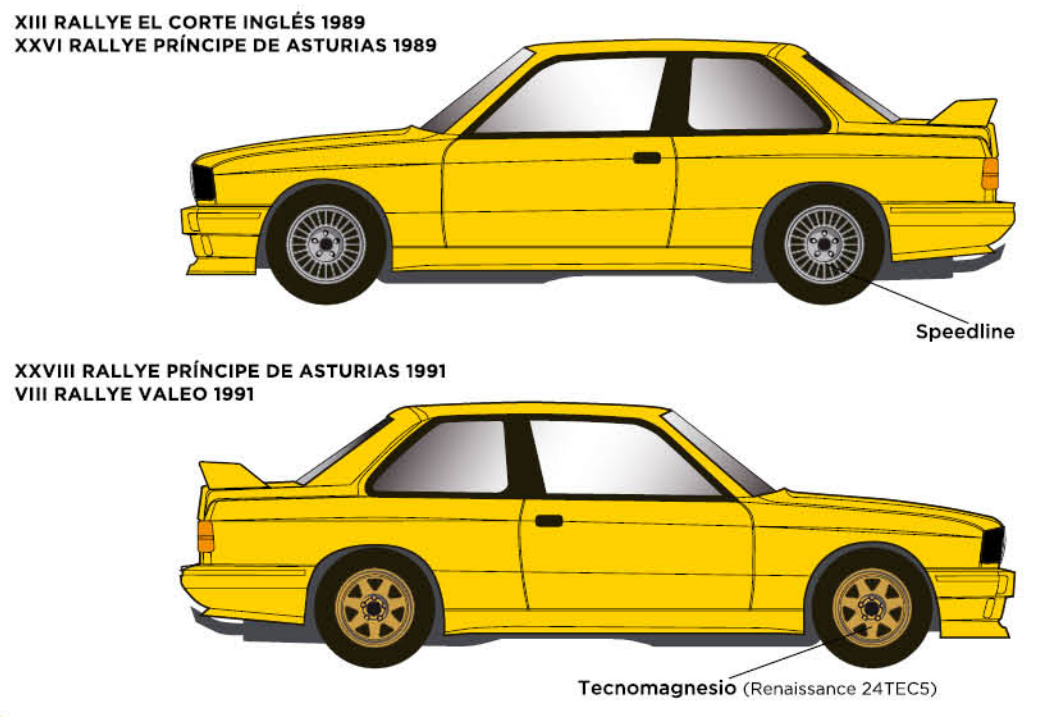 XIII RALLYE EL CORTE INGLÉS 1989
XXVI RALLYE PRÍNCIPE DE ASTURIAS 1989
Speedline
XXVIII RALLYE PRÍNCIPE DE ASTURIAS 1991
VIII RALLYE VALEO 1991
Tecnomagnesio (Renaissance 24TEC5)